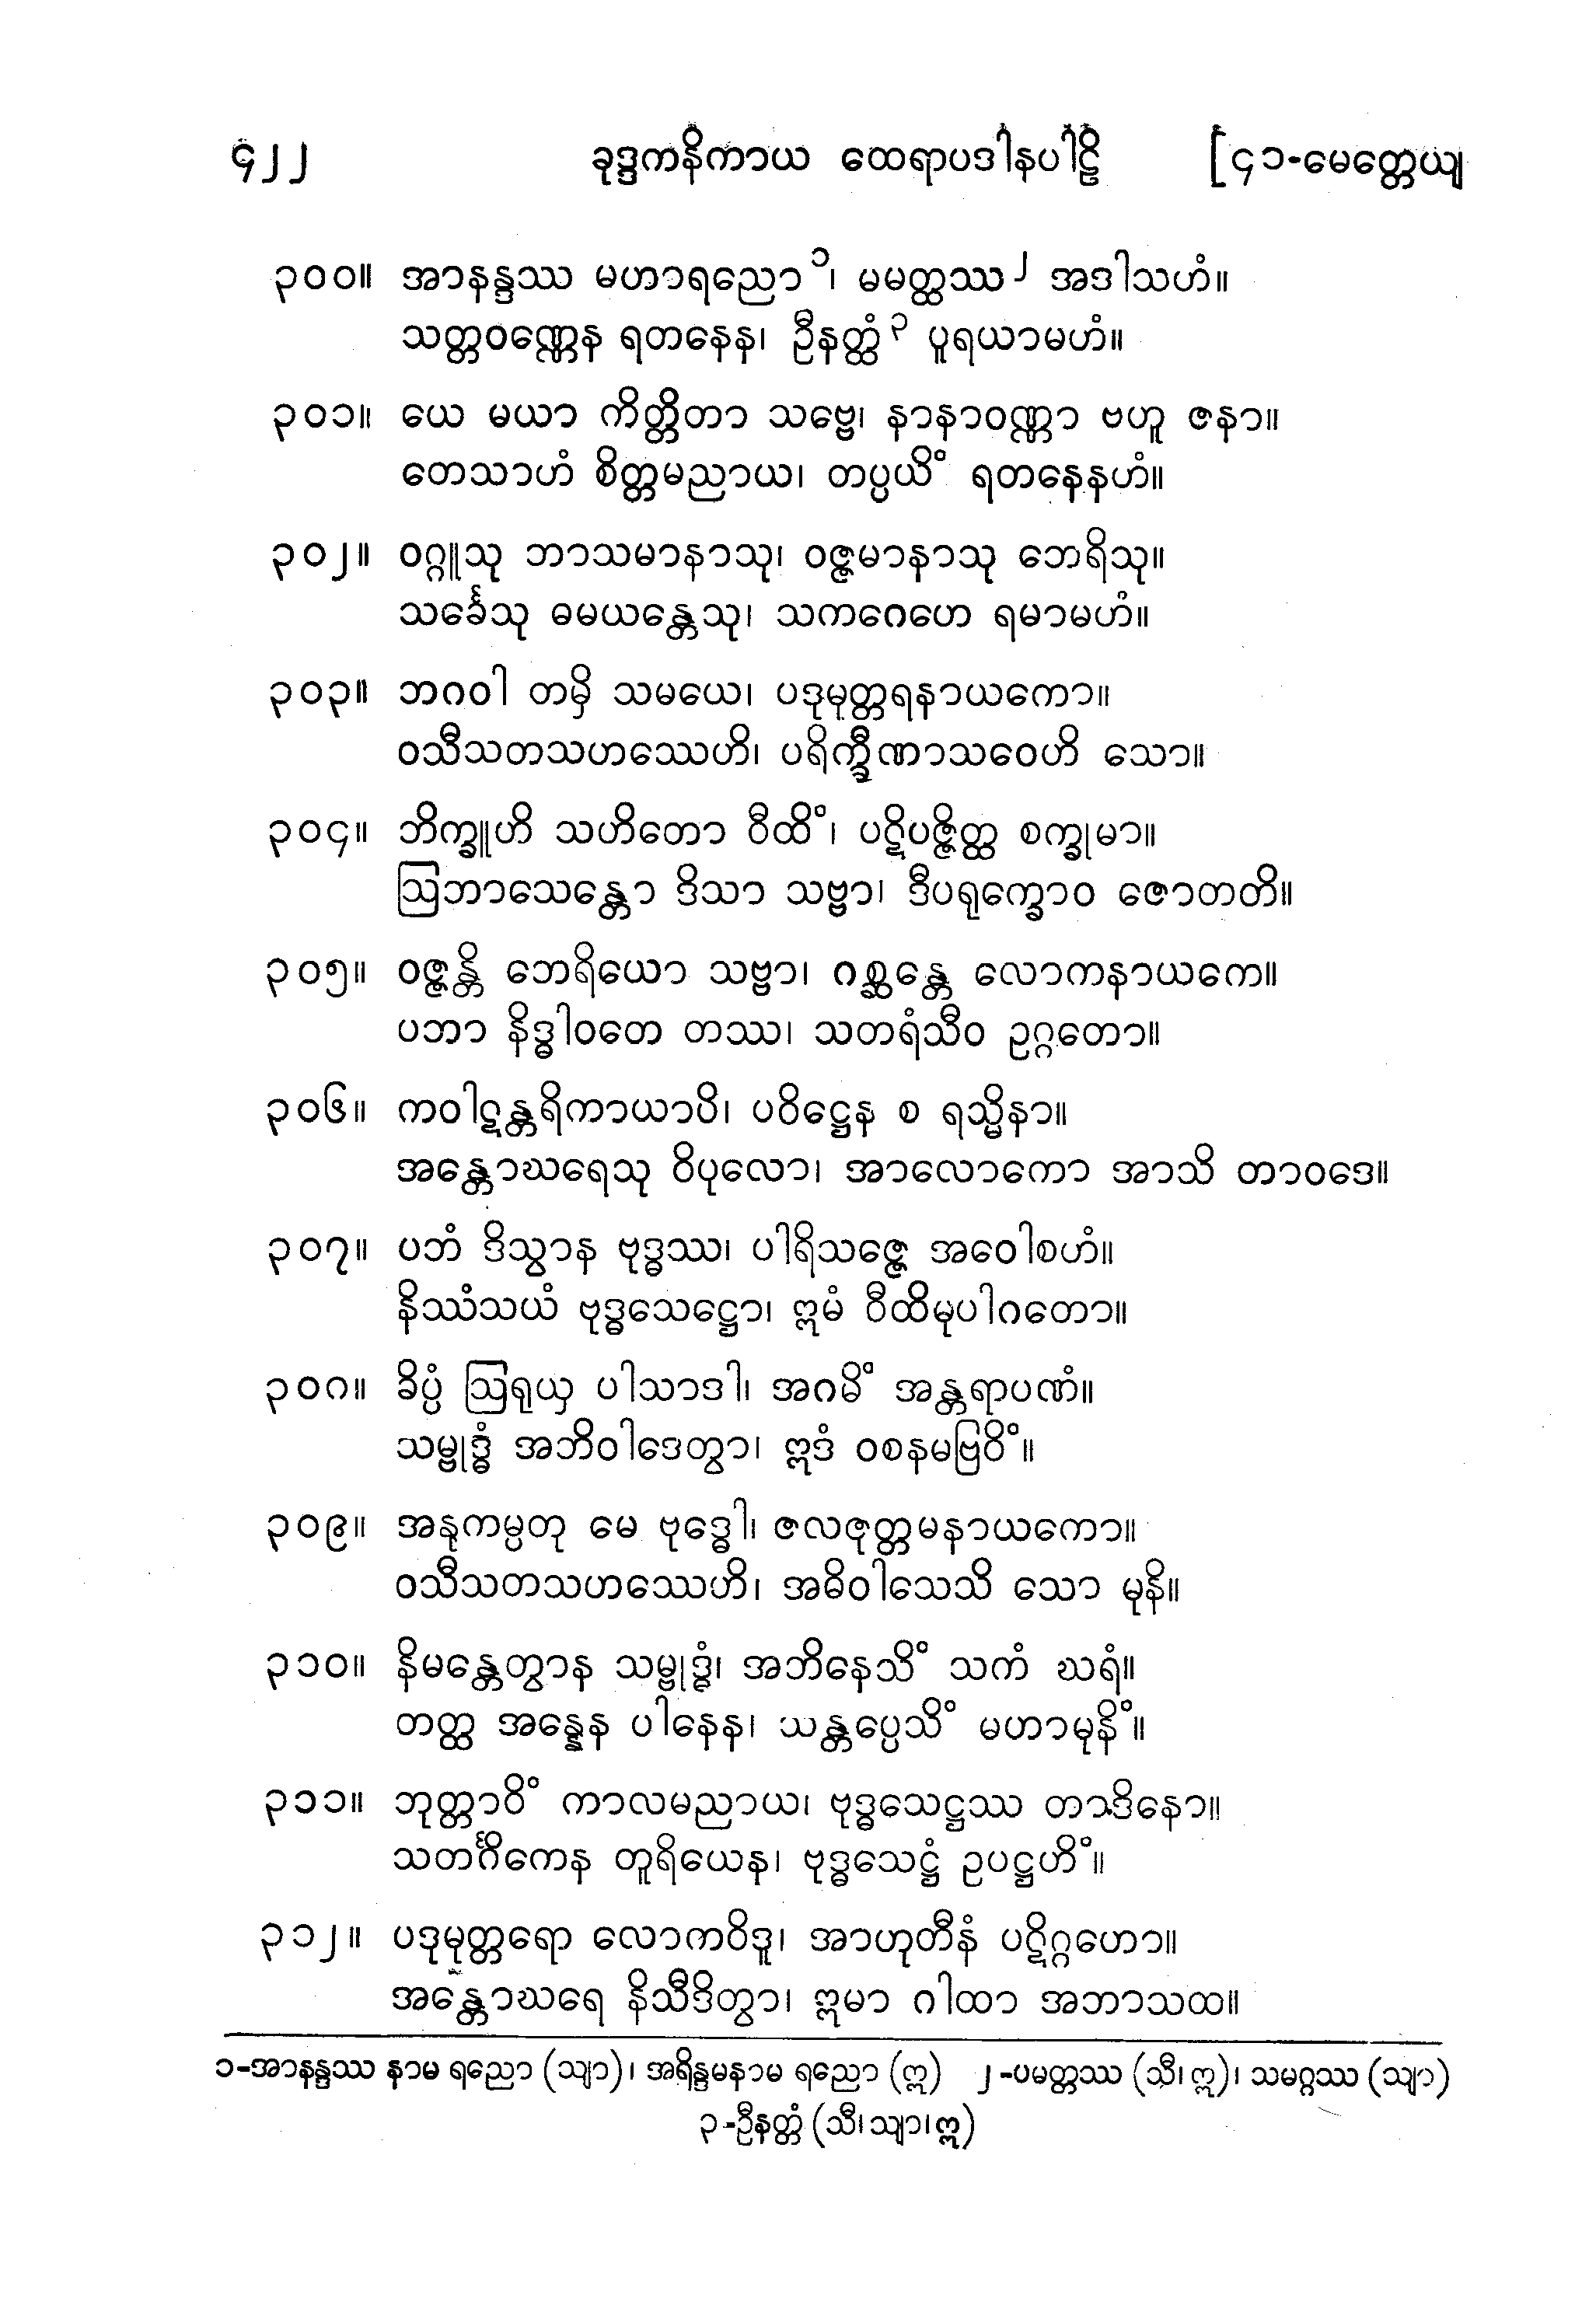 ၄၂၂ ခုဒ္ဒကနိကာယ ထေရာပဒါနပါဠိ [၄၁-မေတ္တေယျ
၃၀၀။ အာနန္ဒဿ မဟာရညော၁၊ မမတ္ထဿ၂ အဒါသဟံ။
သတ္တဝဏ္ဏေန ရတနေန၊ ဦနတ္ထံ၃ ပူရယာမဟံ။
၃၀၁။ ယေ မယာ ကိတ္တိတာ သဗ္ဗေ၊ နာနာဝဏ္ဏာ ဗဟူ ဇနာ။
တေသာဟံ စိတ္တမညာယ၊ တပ္ပယိံ ရတနေနဟံ။
၃၀၂။ ဝဂ္ဂူသု ဘာသမာနာသု၊ ဝဇ္ဇမာနာသု ဘေရိသု။
သင်္ခေသု ဓမယန္တေသု၊ သကဂေဟေ ရမာမဟံ။
၃၀၃။ ဘဂဝါ တမှိ သမယေ၊ ပဒုမုတ္တရနာယကော။
ဝသီသတသဟဿေဟိ၊ ပရိက္ခီဏာသဝေဟိ သော။
၃၀၄။ ဘိက္ခူဟိ သဟိတော ဝီထိံ၊ ပဋိပဇ္ဇိတ္ထ စက္ခုမာ။
ဩဘာသေန္တော ဒိသာ သဗ္ဗာ၊ ဒီပရုက္ခောဝ ဇောတတိ။
၃၀၅။ ဝဇ္ဇန္တိ ဘေရိယော သဗ္ဗာ၊ ဂစ္ဆန္တေ လောကနာယကေ။
ပဘာ နိဒ္ဓါဝတေ တဿ၊ သတရံသီဝ ဥဂ္ဂတော။
၃၀၆။ ကဝါဋန္တရိကာယာပိ၊ ပဝိဋ္ဌေန စ ရသ္မိနာ။
အန္တောဃရေသု ဝိပုလော၊ အာလောကော အာသိ တာဝဒေ။
၃၀၇။ ပဘံ ဒိသွာန ဗုဒ္ဓဿ၊ ပါရိသဇ္ဇေ အဝေါစဟံ။
နိဿံသယံ ဗုဒ္ဓသေဋ္ဌော၊ ဣမံ ဝီထိမုပါဂတော။
၃၀၈။ ခိပ္ပံ ဩရုယှ ပါသာဒါ၊ အဂမိံ အန္တရာပဏံ။
သမ္ဗုဒ္ဓံ အဘိဝါဒေတွာ၊ ဣဒံ ဝစနမဗြဝိံ။
၃၀၉။ အနုကမ္ပတု မေ ဗုဒ္ဓေါ၊ ဇလဇုတ္တမနာယကော။
ဝသီသတသဟဿေဟိ၊ အဓိဝါသေသိ သော မုနိ။
၃၁၀။ နိမန္တေတွာန သမ္ဗုဒ္ဓံ၊ အဘိနေသိံ သကံ ဃရံ။
တတ္ထ အန္နေန ပါနေန၊ သန္တပ္ပေသိံ မဟာမုနိံ။
၃၁၁။ ဘုတ္တာဝိံ ကာလမညာယ၊ ဗုဒ္ဓသေဋ္ဌဿ တာဒိနော။
သတင်္ဂိကေန တူရိယေန၊ ဗုဒ္ဓသေဋ္ဌံ ဥပဋ္ဌဟိံ။
၃၁၂။ ပဒုမုတ္တရော လောကဝိဒူ၊ အာဟုတီနံ ပဋိဂ္ဂဟော။
အန္တောဃရေ နိသီဒိတွာ၊ ဣမာ ဂါထာ အဘာသထ။
၁-အာနန္ဒဿ နာမ ရညော (သျာ)၊ အရိန္ဒမနာမ ရညော (ဣ) ၂-ပမတ္တဿ (သီ၊ ဣ)၊ သမဂ္ဂဿ (သျာ)
၃-ဦနတ္တံ (သီ၊ သျာ၊ ဣ)